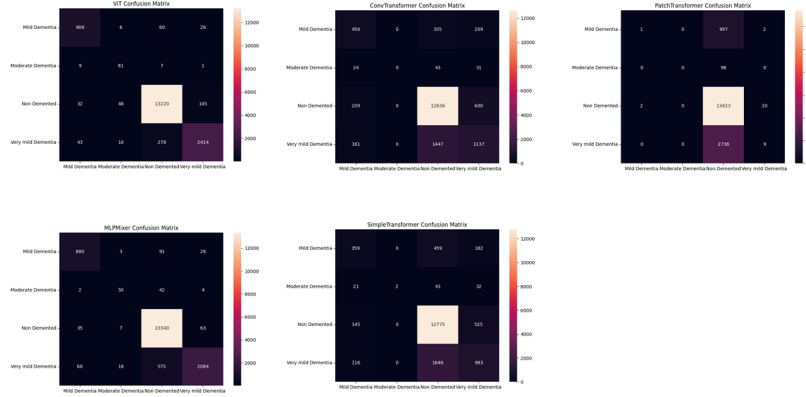 ViT Confusion Matrix
Mild Dementia 908 6 60 26
Moderate Dementia 9 81 7 1
Non Demented 32 48 13220 145
Very mild Dementia 43 10 278 2414
Mild Dementia Moderate Dementia Non Demented Very mild Dementia
12000
10000
8000
6000
4000
2000
ConvTransformer Confusion Matrix
Mild Dementia 456 0 335 209
Moderate Dementia 24 0 43 31
Non Demented 209 0 12636 600
Very mild Dementia 161 0 1447 1137
Mild Dementia Moderate Dementia Non Demented Very mild Dementia
12000
10000
8000
6000
4000
2000
0
PatchTransformer Confusion Matrix
Mild Dementia 1 0 997 2
Moderate Dementia 0 0 98 0
Non Demented 2 0 13423 20
Very mild Dementia 0 0 2736 9
Mild Dementia Moderate Dementia Non Demented Very mild Dementia
MLPMixer Confusion Matrix
Mild Dementia 880 3 91 26
Moderate Dementia 2 50 42 4
Non Demented 35 7 13340 63
Very mild Dementia 68 18 575 2084
Mild Dementia Moderate Dementia Non Demented Very mild Dementia
12000
10000
8000
6000
4000
2000
SimpleTransformer Confusion Matrix
Mild Dementia 359 0 459 182
Moderate Dementia 21 2 43 32
Non Demented 145 0 12775 525
Very mild Dementia 116 0 1646 983
Mild Dementia Moderate Dementia Non Demented Very mild Dementia
12000
10000
8000
6000
4000
2000
0